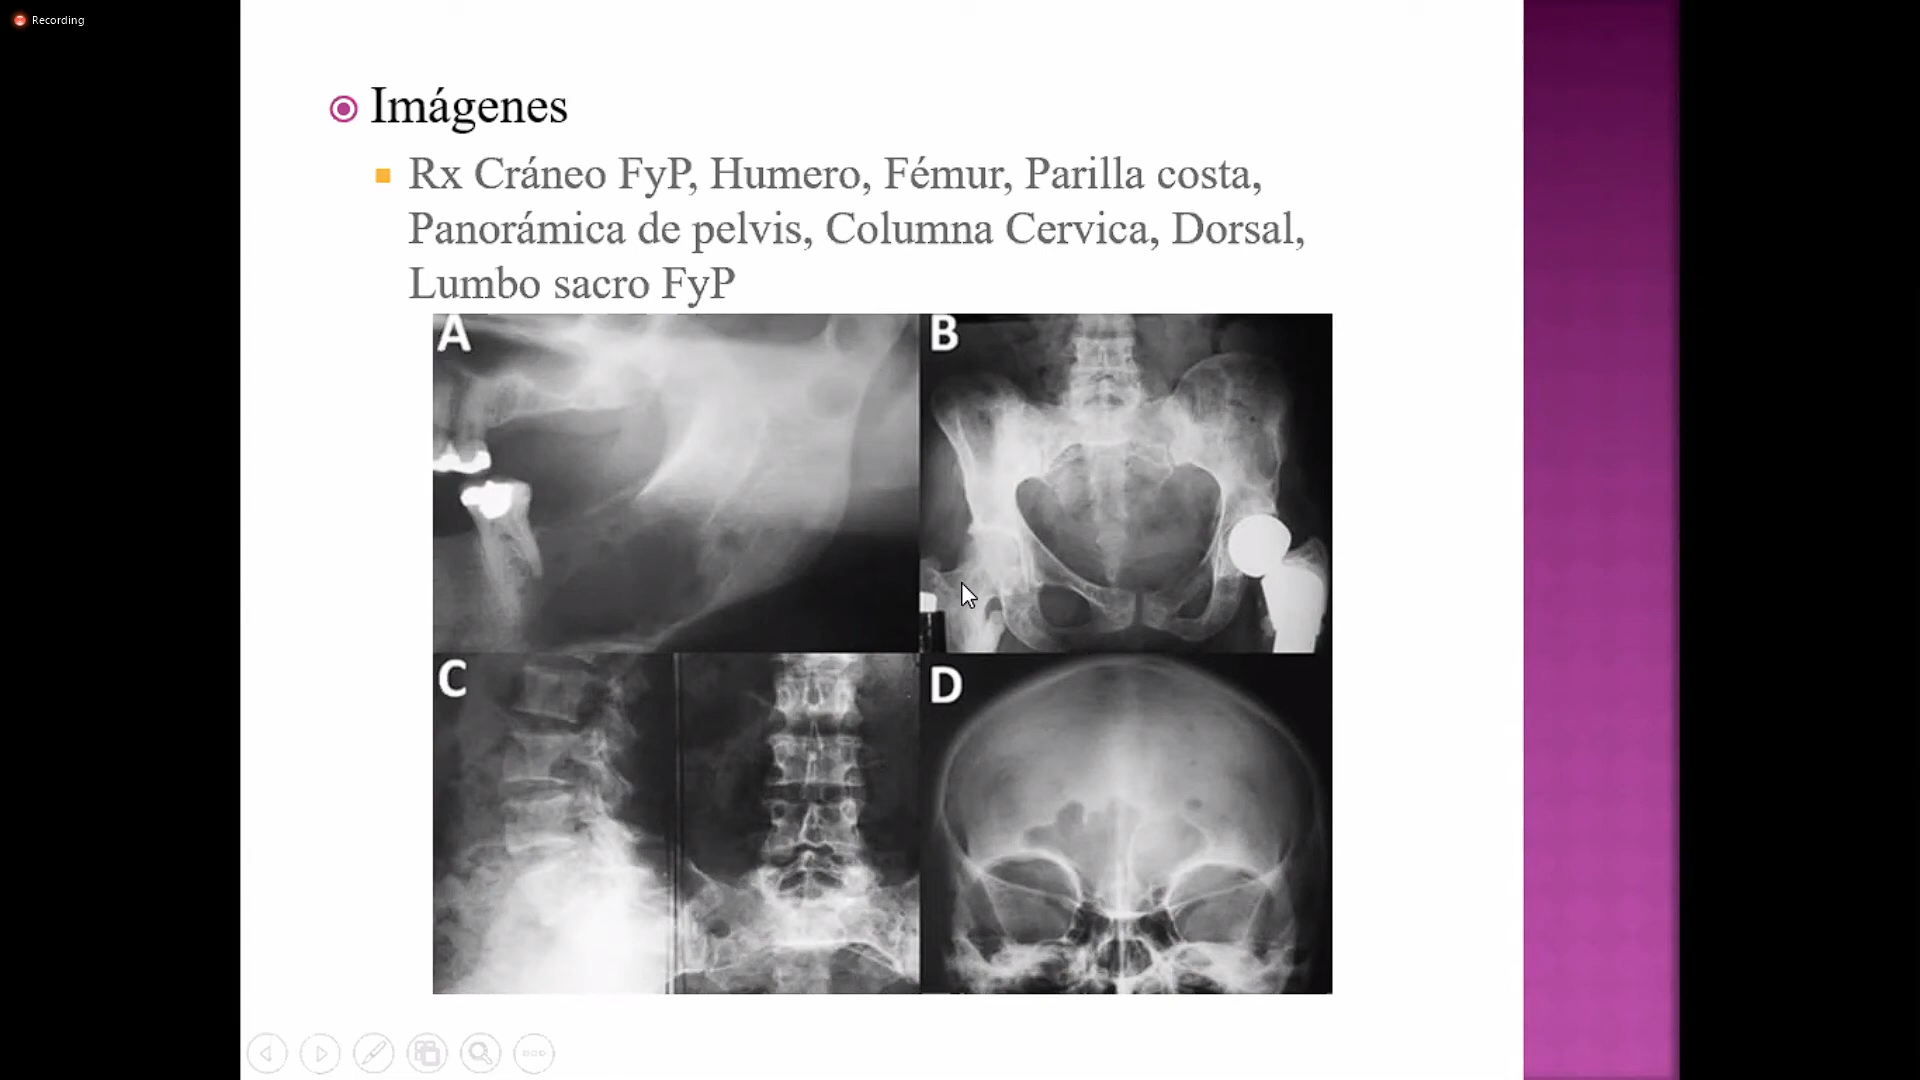 Recording
Imágenes
Rx Cráneo FyP, Humero, Fémur, Parilla costa,
Panorámica de pelvis, Columna Cervica, Dorsal,
Lumbo sacro FyP
A
B
C
D